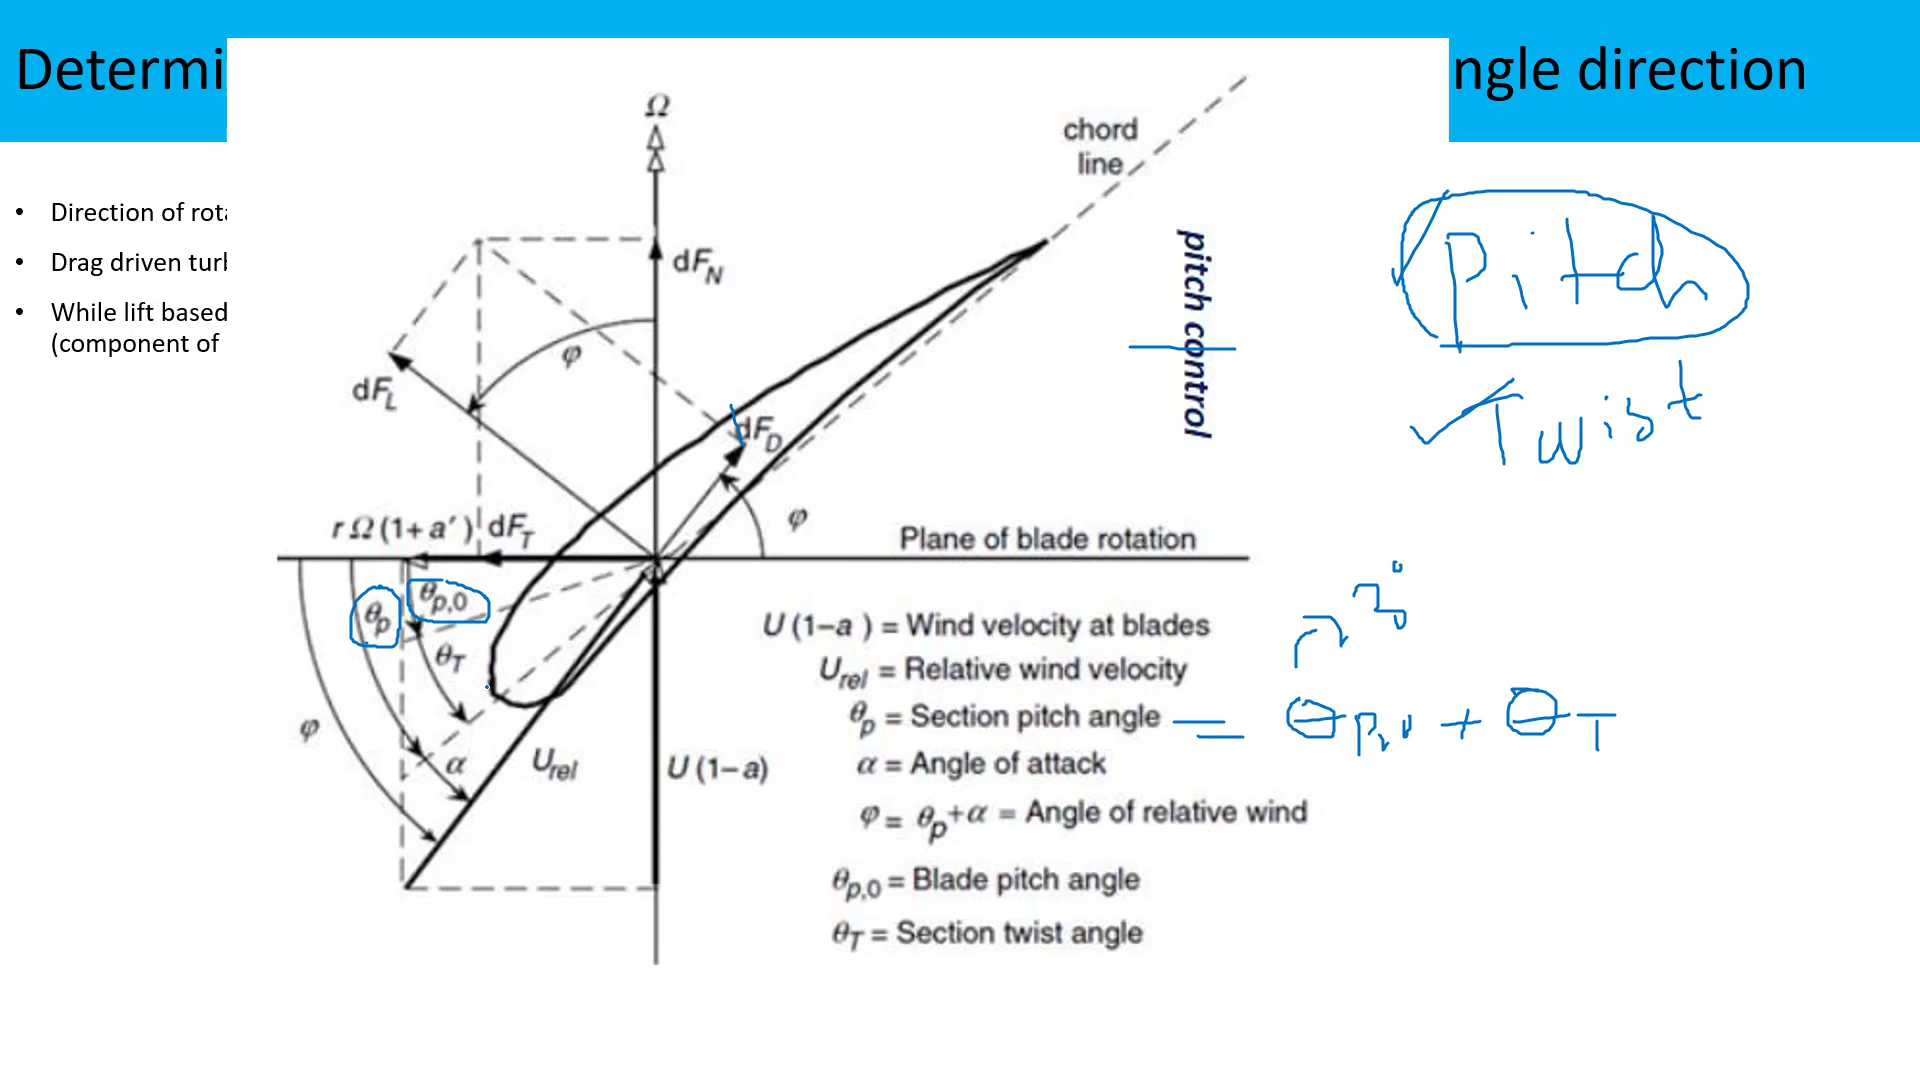 Determi
ngle direction
Ω
chord
line
• Direction of rota
• Drag driven turb
• While lift based
(component of
dF_N
pitch control
Pitch
φ
dF_L
dF_D
Twist
rΩ(1+a′)
dF_T
φ
Plane of blade rotation
θ_p
θ_p,0
θ_T
U(1−a) = Wind velocity at blades
U_rel = Relative wind velocity
θ_p = Section pitch angle = θ_p,0 + θ_T
φ
α
U_rel
U(1−a)
α = Angle of attack
φ = θ_p+α = Angle of relative wind
θ_p,0 = Blade pitch angle
θ_T = Section twist angle